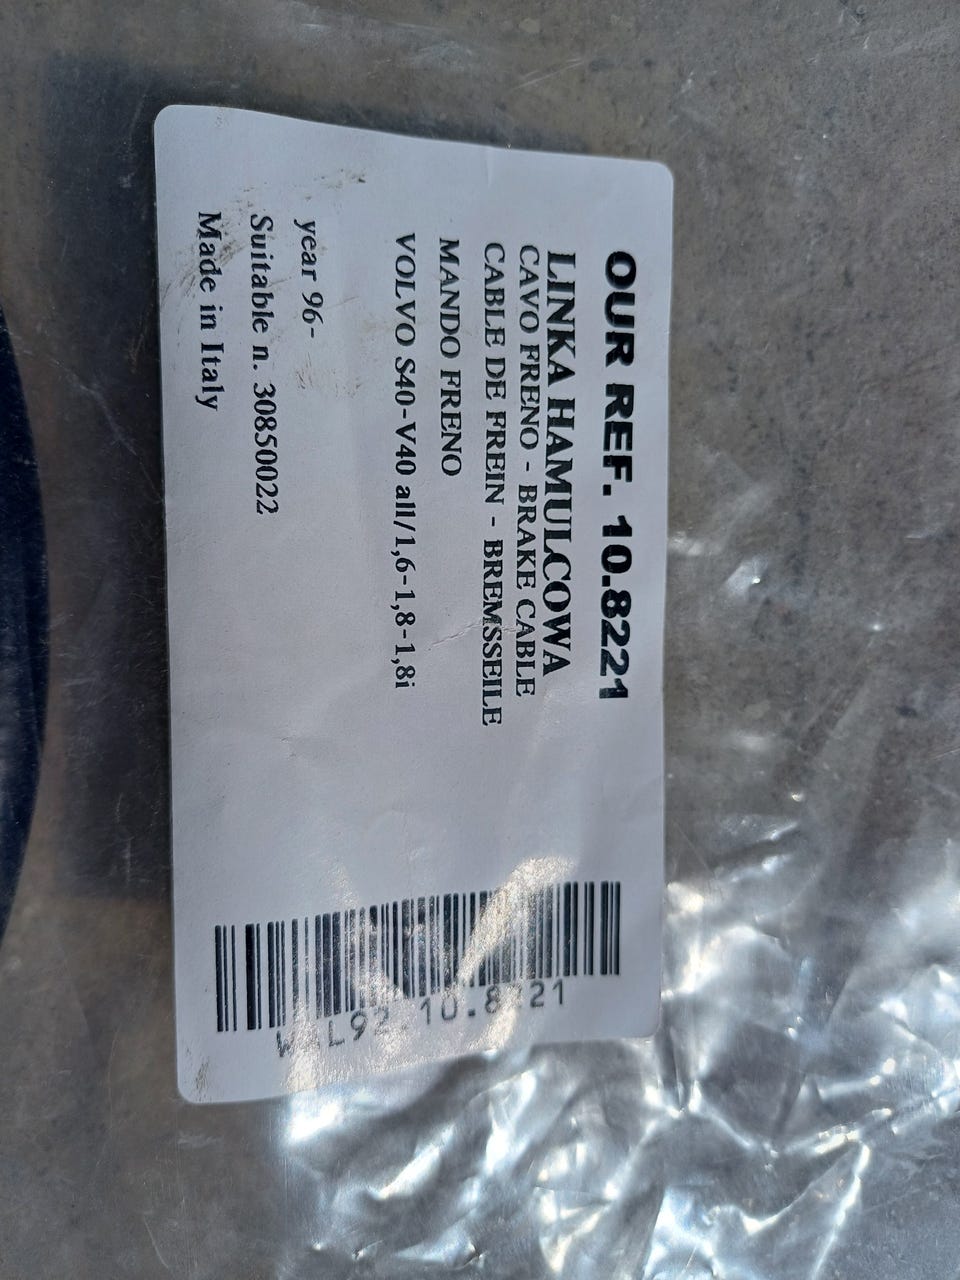 OUR REF. 10.8221
LINKA HAMULCOWA
CAVO FRENO - BRAKE CABLE
CABLE DE FREIN - BREMSSEILE
MANDO FRENO
VOLVO S40-V40 all/1,6-1,8-1,8i
year 96-
Suitable n. 30850022
Made in Italy